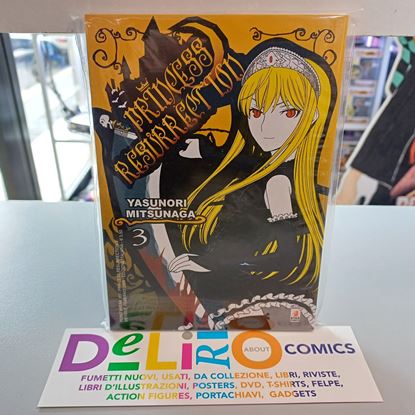 PRINCESS
RESURRECTION
YASUNORI
MITSUNAGA
3
DeLiRIO ABOUT COMICS
FUMETTI NUOVI, USATI, DA COLLEZIONE, LIBRI, RIVISTE,
LIBRI D'ILLUSTRAZIONI, POSTERS, DVD, T-SHIRTS, FELPE,
ACTION FIGURES, PORTACHIAVI, GADGETS